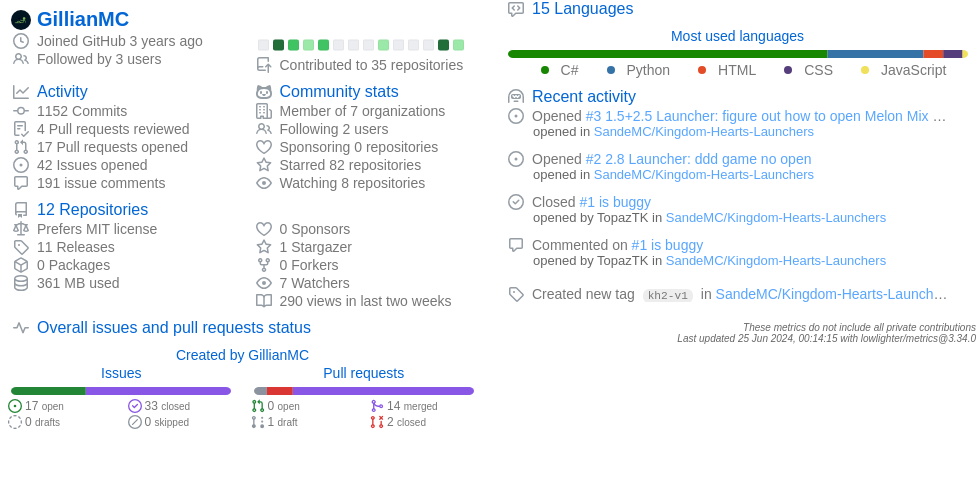 GillianMC
Joined GitHub 3 years ago
Followed by 3 users
Contributed to 35 repositories
Activity
1152 Commits
4 Pull requests reviewed
17 Pull requests opened
42 Issues opened
191 issue comments
Community stats
Member of 7 organizations
Following 2 users
Sponsoring 0 repositories
Starred 82 repositories
Watching 8 repositories
12 Repositories
Prefers MIT license
11 Releases
0 Packages
361 MB used
0 Sponsors
1 Stargazer
0 Forkers
7 Watchers
290 views in last two weeks
Overall issues and pull requests status
Created by GillianMC
Issues
17 open
33 closed
0 drafts
0 skipped
Pull requests
0 open
14 merged
1 draft
2 closed
15 Languages
Most used languages
C# Python HTML CSS JavaScript
Recent activity
Opened #3 1.5+2.5 Launcher: figure out how to open Melon Mix …
opened in SandeMC/Kingdom-Hearts-Launchers
Opened #2 2.8 Launcher: ddd game no open
opened in SandeMC/Kingdom-Hearts-Launchers
Closed #1 is buggy
opened by TopazTK in SandeMC/Kingdom-Hearts-Launchers
Commented on #1 is buggy
opened by TopazTK in SandeMC/Kingdom-Hearts-Launchers
Created new tag kh2-v1 in SandeMC/Kingdom-Hearts-Launch…
These metrics do not include all private contributions
Last updated 25 Jun 2024, 00:14:15 with lowlighter/metrics@3.34.0